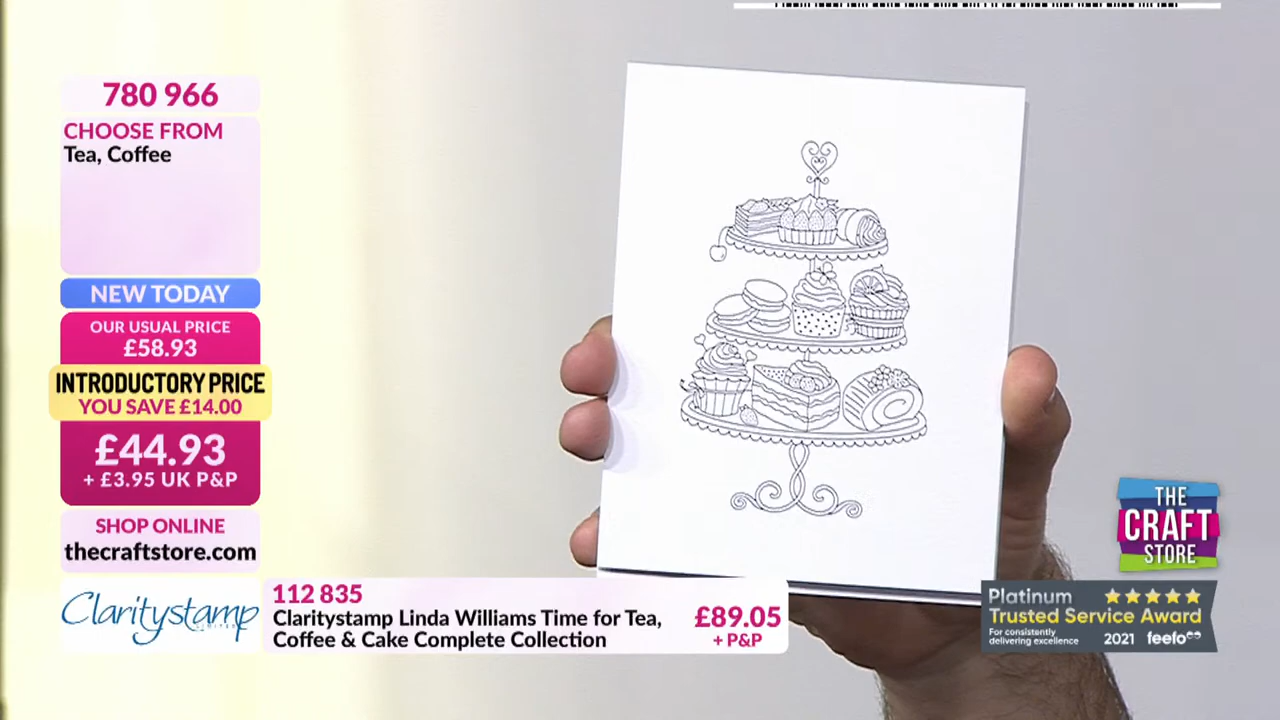 780 966
CHOOSE FROM
Tea, Coffee
NEW TODAY
OUR USUAL PRICE
£58.93
INTRODUCTORY PRICE
YOU SAVE £14.00
£44.93
+ £3.95 UK P&P
SHOP ONLINE
thecraftstore.com
Claritystamp
LIMITED
112 835
Claritystamp Linda Williams Time for Tea,
Coffee & Cake Complete Collection
£89.05
+ P&P
THE
CRAFT
STORE
Platinum
Trusted Service Award
For consistently
delivering excellence
2021 feefo